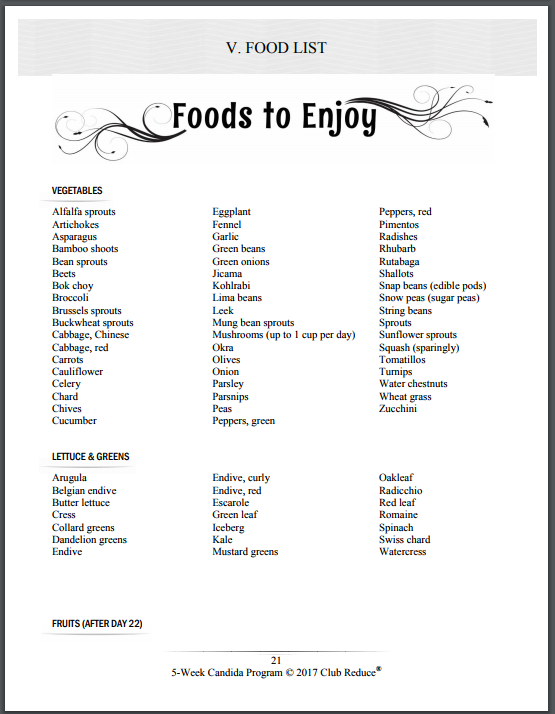 V. FOOD LIST
Foods to Enjoy
VEGETABLES
Alfalfa sprouts
Artichokes
Asparagus
Bamboo shoots
Bean sprouts
Beets
Bok choy
Broccoli
Brussels sprouts
Buckwheat sprouts
Cabbage, Chinese
Cabbage, red
Carrots
Cauliflower
Celery
Chard
Chives
Cucumber
Eggplant
Fennel
Garlic
Green beans
Green onions
Jicama
Kohlrabi
Lima beans
Leek
Mung bean sprouts
Mushrooms (up to 1 cup per day)
Okra
Olives
Onion
Parsley
Parsnips
Peas
Peppers, green
Peppers, red
Pimentos
Radishes
Rhubarb
Rutabaga
Shallots
Snap beans (edible pods)
Snow peas (sugar peas)
String beans
Sprouts
Sunflower sprouts
Squash (sparingly)
Tomatillos
Turnips
Water chestnuts
Wheat grass
Zucchini
LETTUCE & GREENS
Arugula
Belgian endive
Butter lettuce
Cress
Collard greens
Dandelion greens
Endive
Endive, curly
Endive, red
Escarole
Green leaf
Iceberg
Kale
Mustard greens
Oakleaf
Radicchio
Red leaf
Romaine
Spinach
Swiss chard
Watercress
FRUITS (AFTER DAY 22)
21
5-Week Candida Program © 2017 Club Reduce®